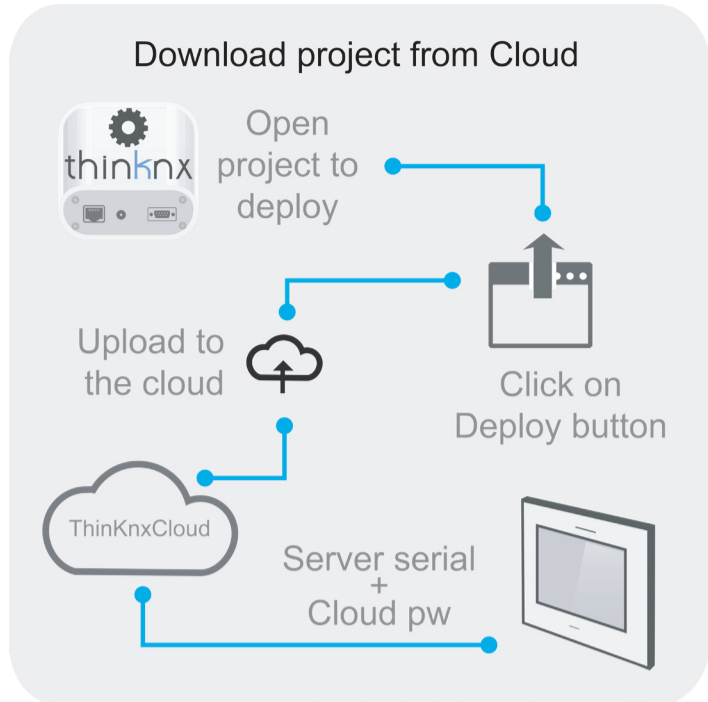 Download project from Cloud
thinknx
Open
project to
deploy
Upload to
the cloud
Click on
Deploy button
ThinKnxCloud
Server serial
+
Cloud pw